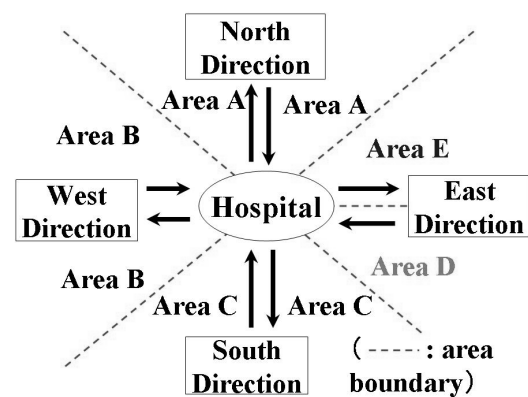 North
Direction
Area A
Area A
Area B
Area E
West
Direction
Hospital
East
Direction
Area B
Area D
Area C
Area C
South
Direction
( ----- : area
boundary)